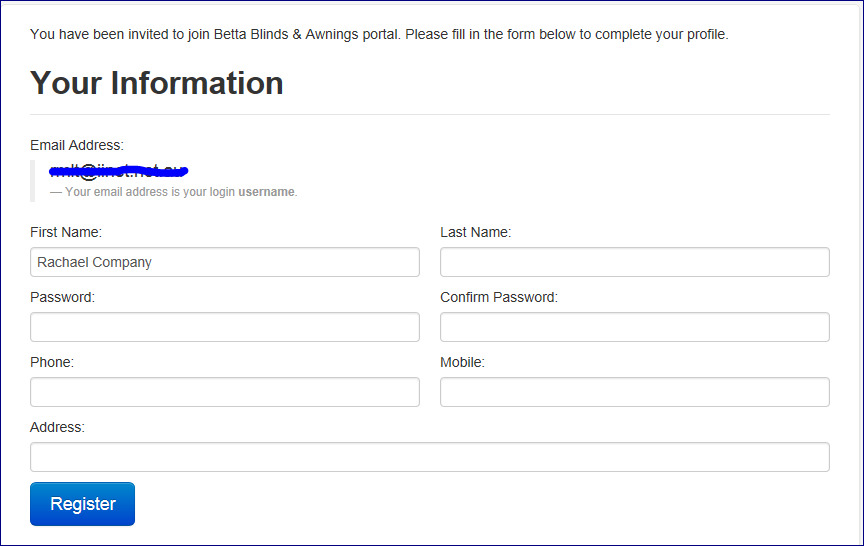 You have been invited to join Betta Blinds & Awnings portal. Please fill in the form below to complete your profile.
Your Information
Email Address:
— Your email address is your login username.
First Name:
Last Name:
Rachael Company
Password:
Confirm Password:
Phone:
Mobile:
Address:
Register